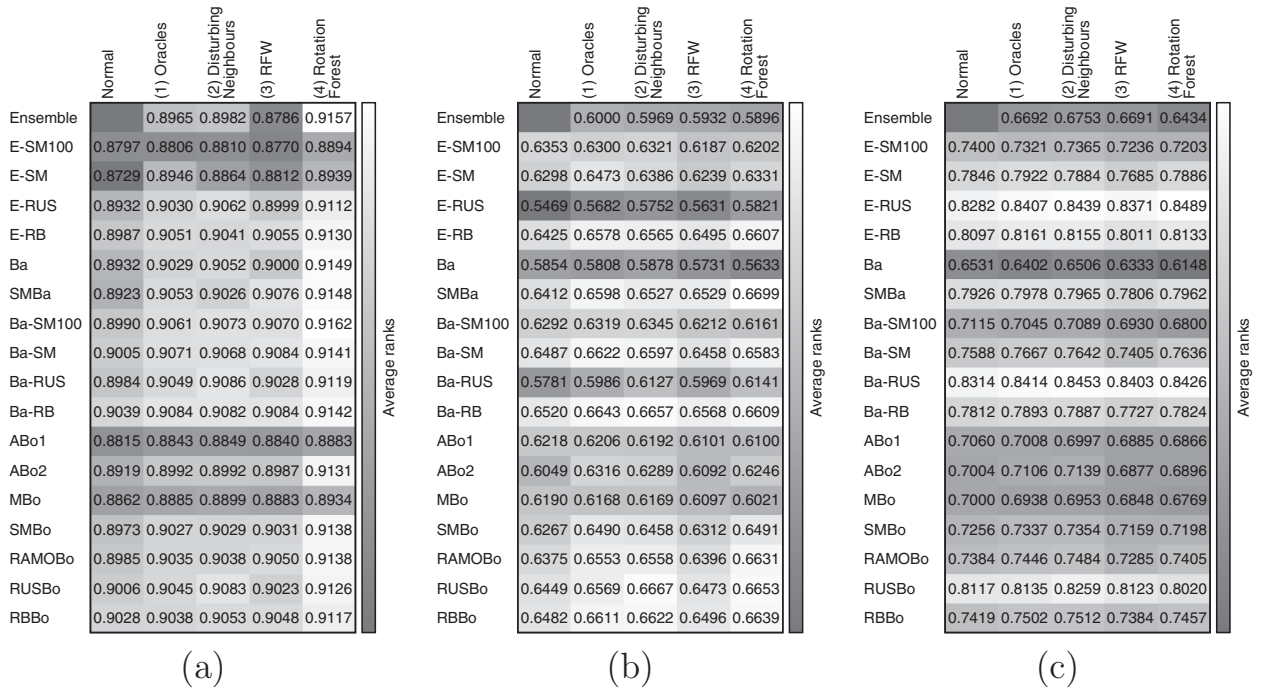 Normal (1) Oracles (2) Disturbing Neighbours (3) RFW (4) Rotation Forest
Ensemble 0.8965 0.8982 0.8786 0.9157
E-SM100 0.8797 0.8806 0.8810 0.8770 0.8894
E-SM 0.8729 0.8946 0.8864 0.8812 0.8939
E-RUS 0.8932 0.9030 0.9062 0.8999 0.9112
E-RB 0.8987 0.9051 0.9041 0.9055 0.9130
Ba 0.8932 0.9029 0.9052 0.9000 0.9149
SMBa 0.8923 0.9053 0.9026 0.9076 0.9148
Ba-SM100 0.8990 0.9061 0.9073 0.9070 0.9162
Ba-SM 0.9005 0.9071 0.9068 0.9084 0.9141
Ba-RUS 0.8984 0.9049 0.9086 0.9028 0.9119
Ba-RB 0.9039 0.9084 0.9082 0.9084 0.9142
ABo1 0.8815 0.8843 0.8849 0.8840 0.8883
ABo2 0.8919 0.8992 0.8992 0.8987 0.9131
MBo 0.8862 0.8885 0.8899 0.8883 0.8934
SMBo 0.8973 0.9027 0.9029 0.9031 0.9138
RAMOBo 0.8985 0.9035 0.9038 0.9050 0.9138
RUSBo 0.9006 0.9045 0.9083 0.9023 0.9126
RBBo 0.9028 0.9038 0.9053 0.9048 0.9117
Average ranks
(a)
Normal (1) Oracles (2) Disturbing Neighbours (3) RFW (4) Rotation Forest
Ensemble 0.6000 0.5969 0.5932 0.5896
E-SM100 0.6353 0.6300 0.6321 0.6187 0.6202
E-SM 0.6298 0.6473 0.6386 0.6239 0.6331
E-RUS 0.5469 0.5682 0.5752 0.5631 0.5821
E-RB 0.6425 0.6578 0.6565 0.6495 0.6607
Ba 0.5854 0.5808 0.5878 0.5731 0.5633
SMBa 0.6412 0.6598 0.6527 0.6529 0.6699
Ba-SM100 0.6292 0.6319 0.6345 0.6212 0.6161
Ba-SM 0.6487 0.6622 0.6597 0.6458 0.6583
Ba-RUS 0.5781 0.5986 0.6127 0.5969 0.6141
Ba-RB 0.6520 0.6643 0.6657 0.6568 0.6609
ABo1 0.6218 0.6206 0.6192 0.6101 0.6100
ABo2 0.6049 0.6316 0.6289 0.6092 0.6246
MBo 0.6190 0.6168 0.6169 0.6097 0.6021
SMBo 0.6267 0.6490 0.6458 0.6312 0.6491
RAMOBo 0.6375 0.6553 0.6558 0.6396 0.6631
RUSBo 0.6449 0.6569 0.6667 0.6473 0.6653
RBBo 0.6482 0.6611 0.6622 0.6496 0.6639
Average ranks
(b)
Normal (1) Oracles (2) Disturbing Neighbours (3) RFW (4) Rotation Forest
Ensemble 0.6692 0.6753 0.6691 0.6434
E-SM100 0.7400 0.7321 0.7365 0.7236 0.7203
E-SM 0.7846 0.7922 0.7884 0.7685 0.7886
E-RUS 0.8282 0.8407 0.8439 0.8371 0.8489
E-RB 0.8097 0.8161 0.8155 0.8011 0.8133
Ba 0.6531 0.6402 0.6506 0.6333 0.6148
SMBa 0.7926 0.7978 0.7965 0.7806 0.7962
Ba-SM100 0.7115 0.7045 0.7089 0.6930 0.6800
Ba-SM 0.7588 0.7667 0.7642 0.7405 0.7636
Ba-RUS 0.8314 0.8414 0.8453 0.8403 0.8426
Ba-RB 0.7812 0.7893 0.7887 0.7727 0.7824
ABo1 0.7060 0.7008 0.6997 0.6885 0.6866
ABo2 0.7004 0.7106 0.7139 0.6877 0.6896
MBo 0.7000 0.6938 0.6953 0.6848 0.6769
SMBo 0.7256 0.7337 0.7354 0.7159 0.7198
RAMOBo 0.7384 0.7446 0.7484 0.7285 0.7405
RUSBo 0.8117 0.8135 0.8259 0.8123 0.8020
RBBo 0.7419 0.7502 0.7512 0.7384 0.7457
Average ranks
(c)